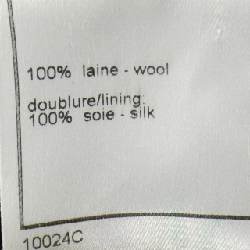 100% laine - wool
doublure/lining:
100% soie - silk
10024C